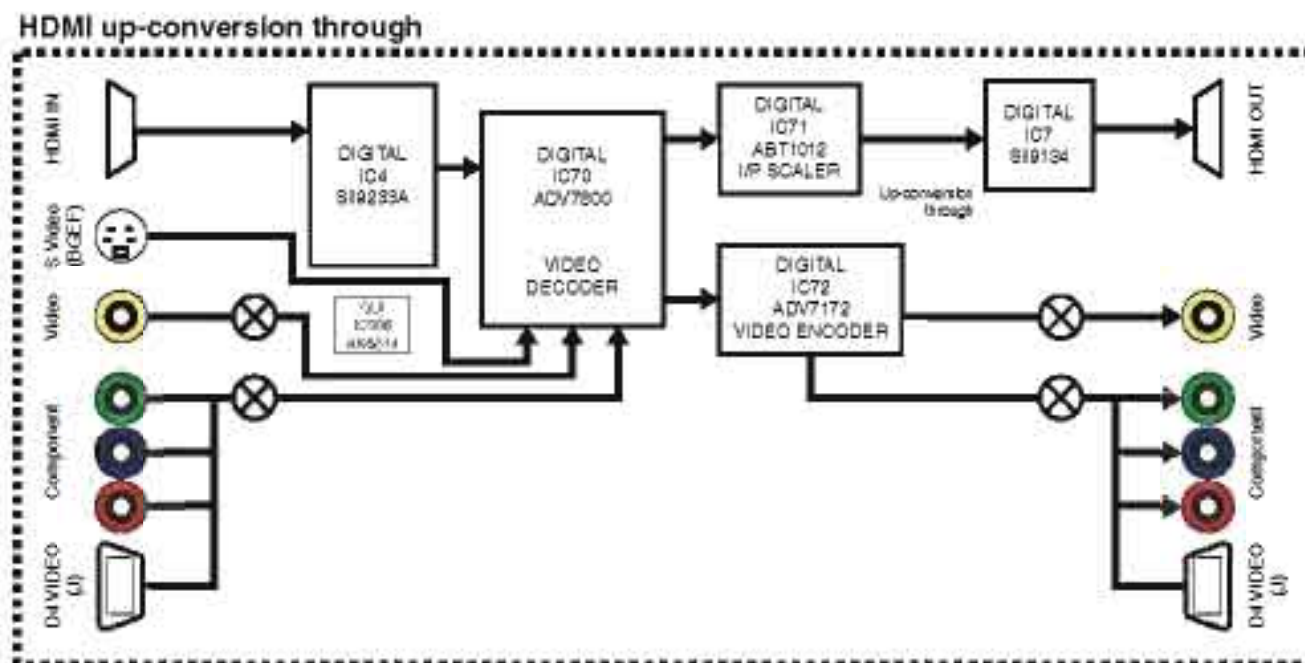 HDMI up-conversion through
HDMI IN
S Video
(BGEF)
Video
Component
D4 VIDEO
(J)
DIGITAL
IC4
SII9233A
DIGITAL
IC70
ADV7800
VIDEO
DECODER
DIGITAL
IC71
ABT1012
I/P SCALER
Up-conversion
through
DIGITAL
IC7
SII9134
DIGITAL
IC72
ADV7172
VIDEO ENCODER
HDMI OUT
Video
Component
D4 VIDEO
(J)